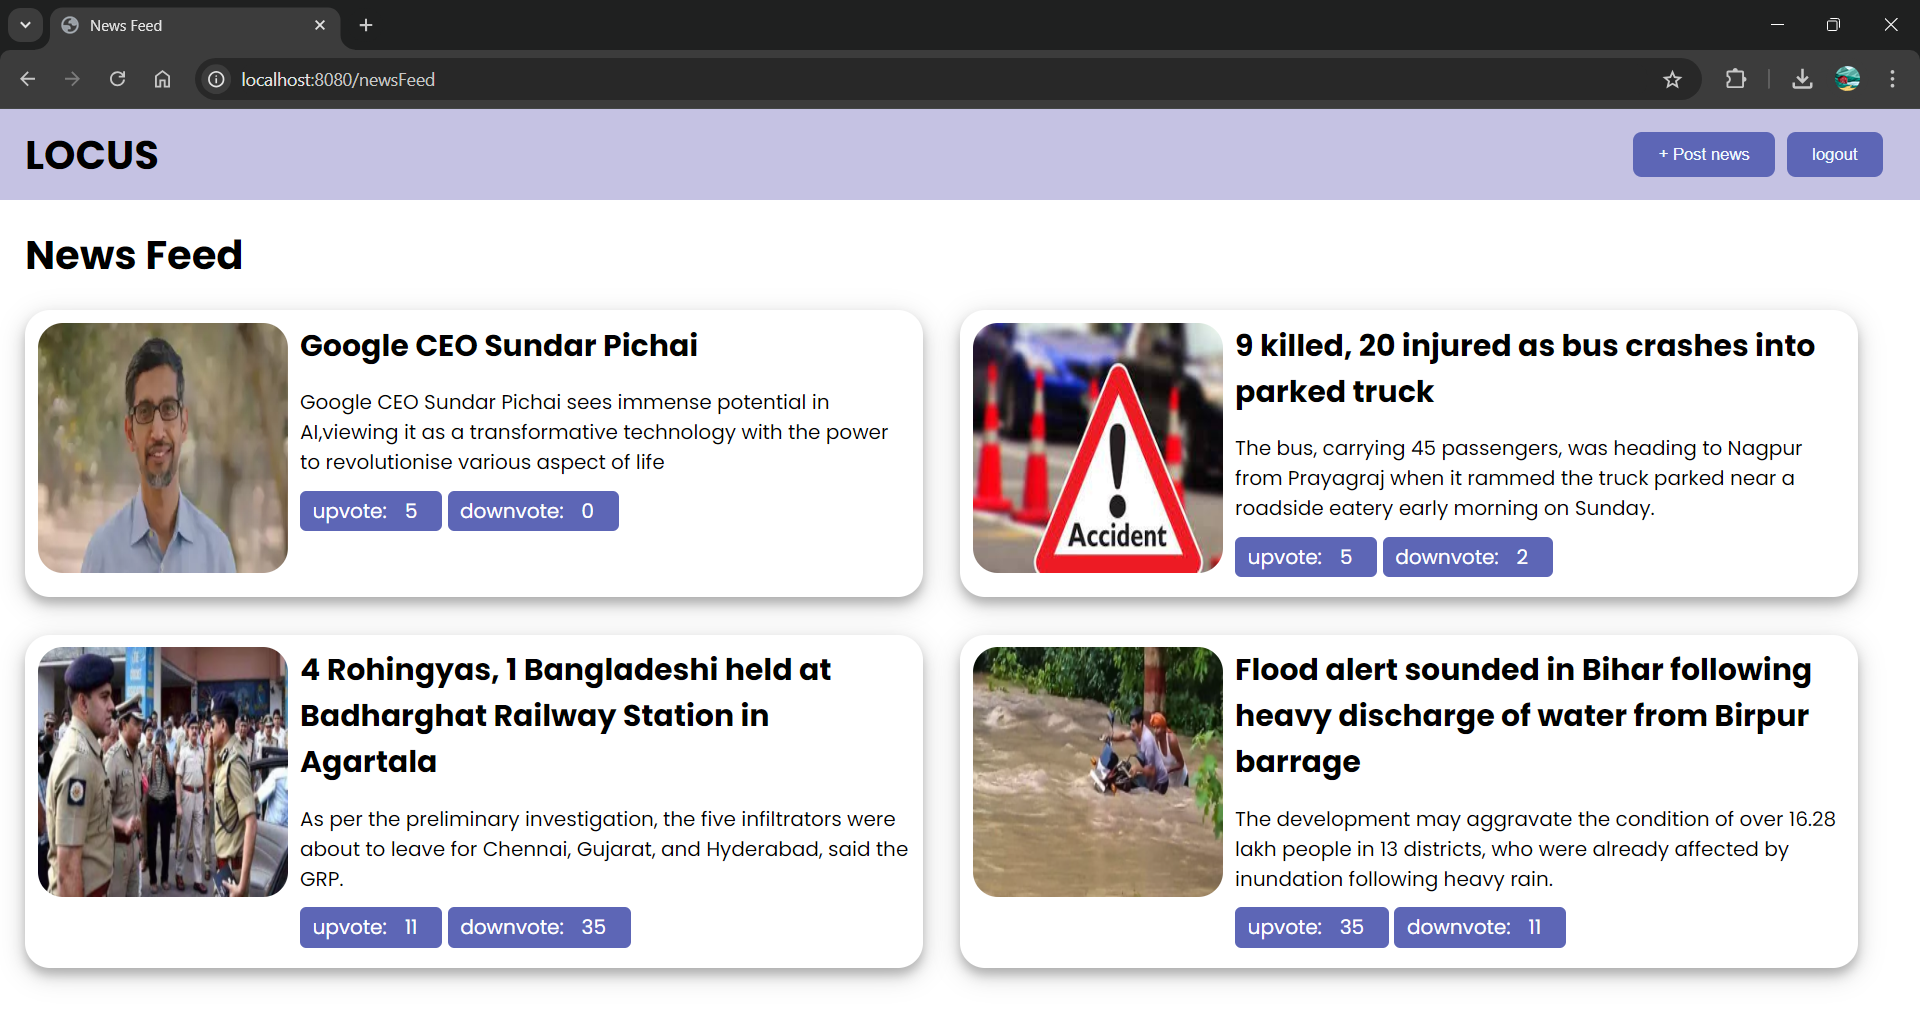 News Feed
localhost:8080/newsFeed
LOCUS
+ Post news
logout
News Feed
Google CEO Sundar Pichai
Google CEO Sundar Pichai sees immense potential in
AI,viewing it as a transformative technology with the power
to revolutionise various aspect of life
upvote: 5
downvote: 0
Accident
9 killed, 20 injured as bus crashes into
parked truck
The bus, carrying 45 passengers, was heading to Nagpur
from Prayagraj when it rammed the truck parked near a
roadside eatery early morning on Sunday.
upvote: 5
downvote: 2
4 Rohingyas, 1 Bangladeshi held at
Badharghat Railway Station in
Agartala
As per the preliminary investigation, the five infiltrators were
about to leave for Chennai, Gujarat, and Hyderabad, said the
GRP.
upvote: 11
downvote: 35
Flood alert sounded in Bihar following
heavy discharge of water from Birpur
barrage
The development may aggravate the condition of over 16.28
lakh people in 13 districts, who were already affected by
inundation following heavy rain.
upvote: 35
downvote: 11